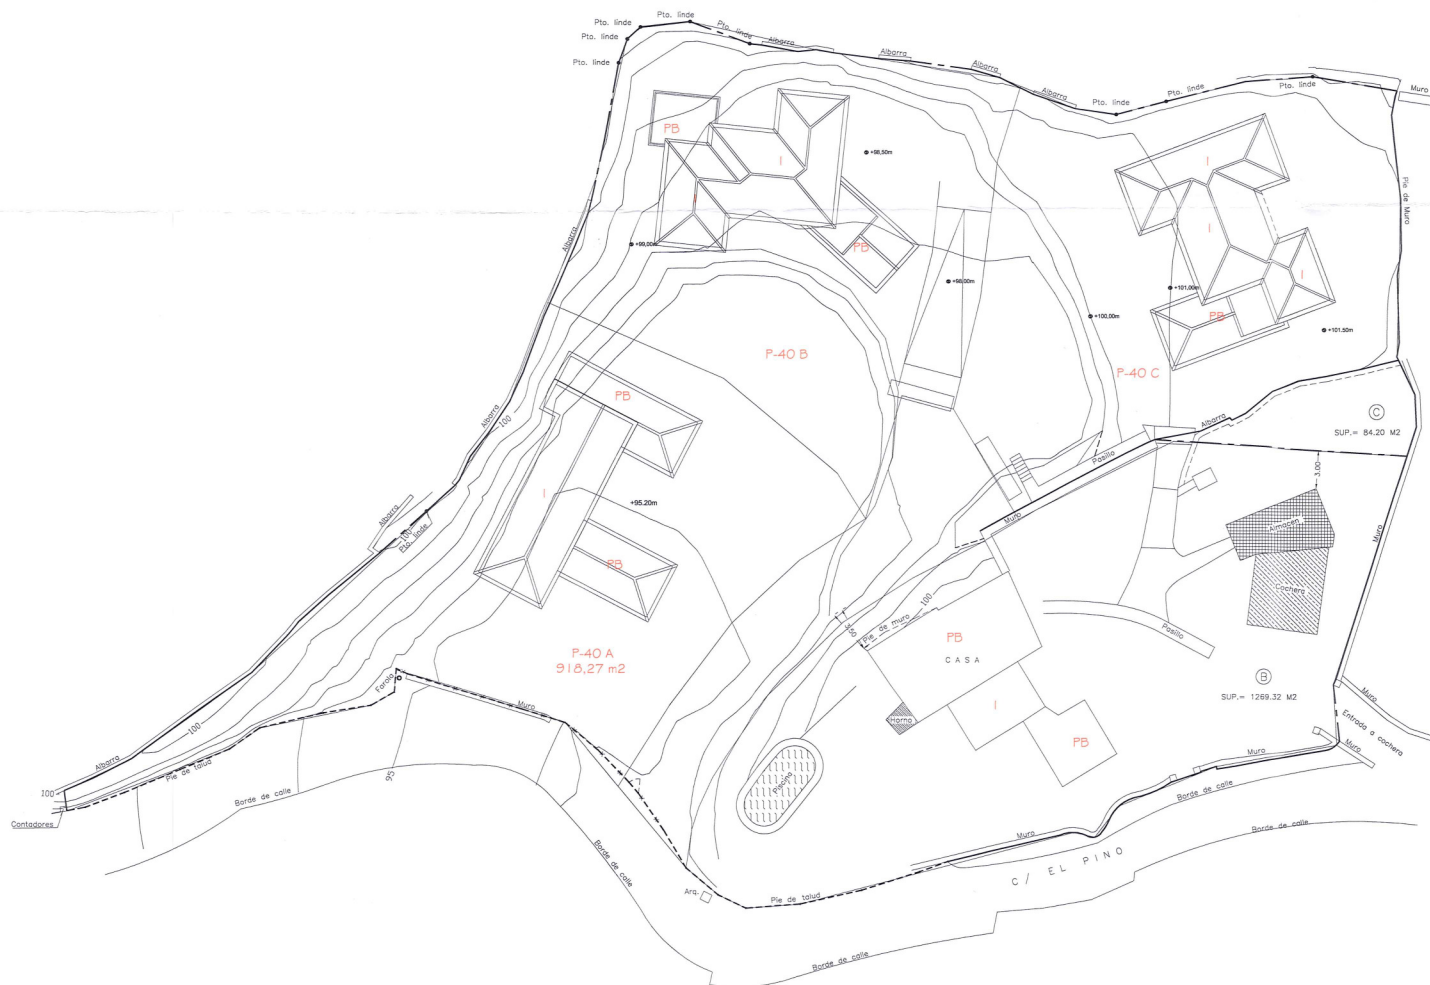 Pto. linde
Pto. linde
Pto. linde
Pto. linde
Pto. linde
Albarra
Albarra
Albarra
Albarra
Pto. linde
Pto. linde
Pto. linde
Muro
Pie de Muro
PB
I
+98,50m
I
+99,00m
PB
Albarra
+98.00m
+100,00m
I
I
+101,00m
PB
+101.50m
P-40 B
P-40 C
PB
Albarra
100
Albarra
C
SUP.= 84.20 M2
3.00
Pasillo
Muro
I
+95.20m
Albarra
100
Pto. linde
Almacen
Muro
Cochera
PB
100
3.50
Pie de muro
PB
CASA
Pasillo
P-40 A
918,27 m2
Farola
Muro
B
SUP.= 1269.32 M2
Muro
Entrada a cochera
Muro
Muro
Horno
I
PB
100
Albarra
Pie de talud
95
Piscina
100
Contadores
Borde de calle
Borde de calle
Borde de calle
Borde de calle
Muro
C/ EL PINO
Arq.
Pie de talud
Borde de calle